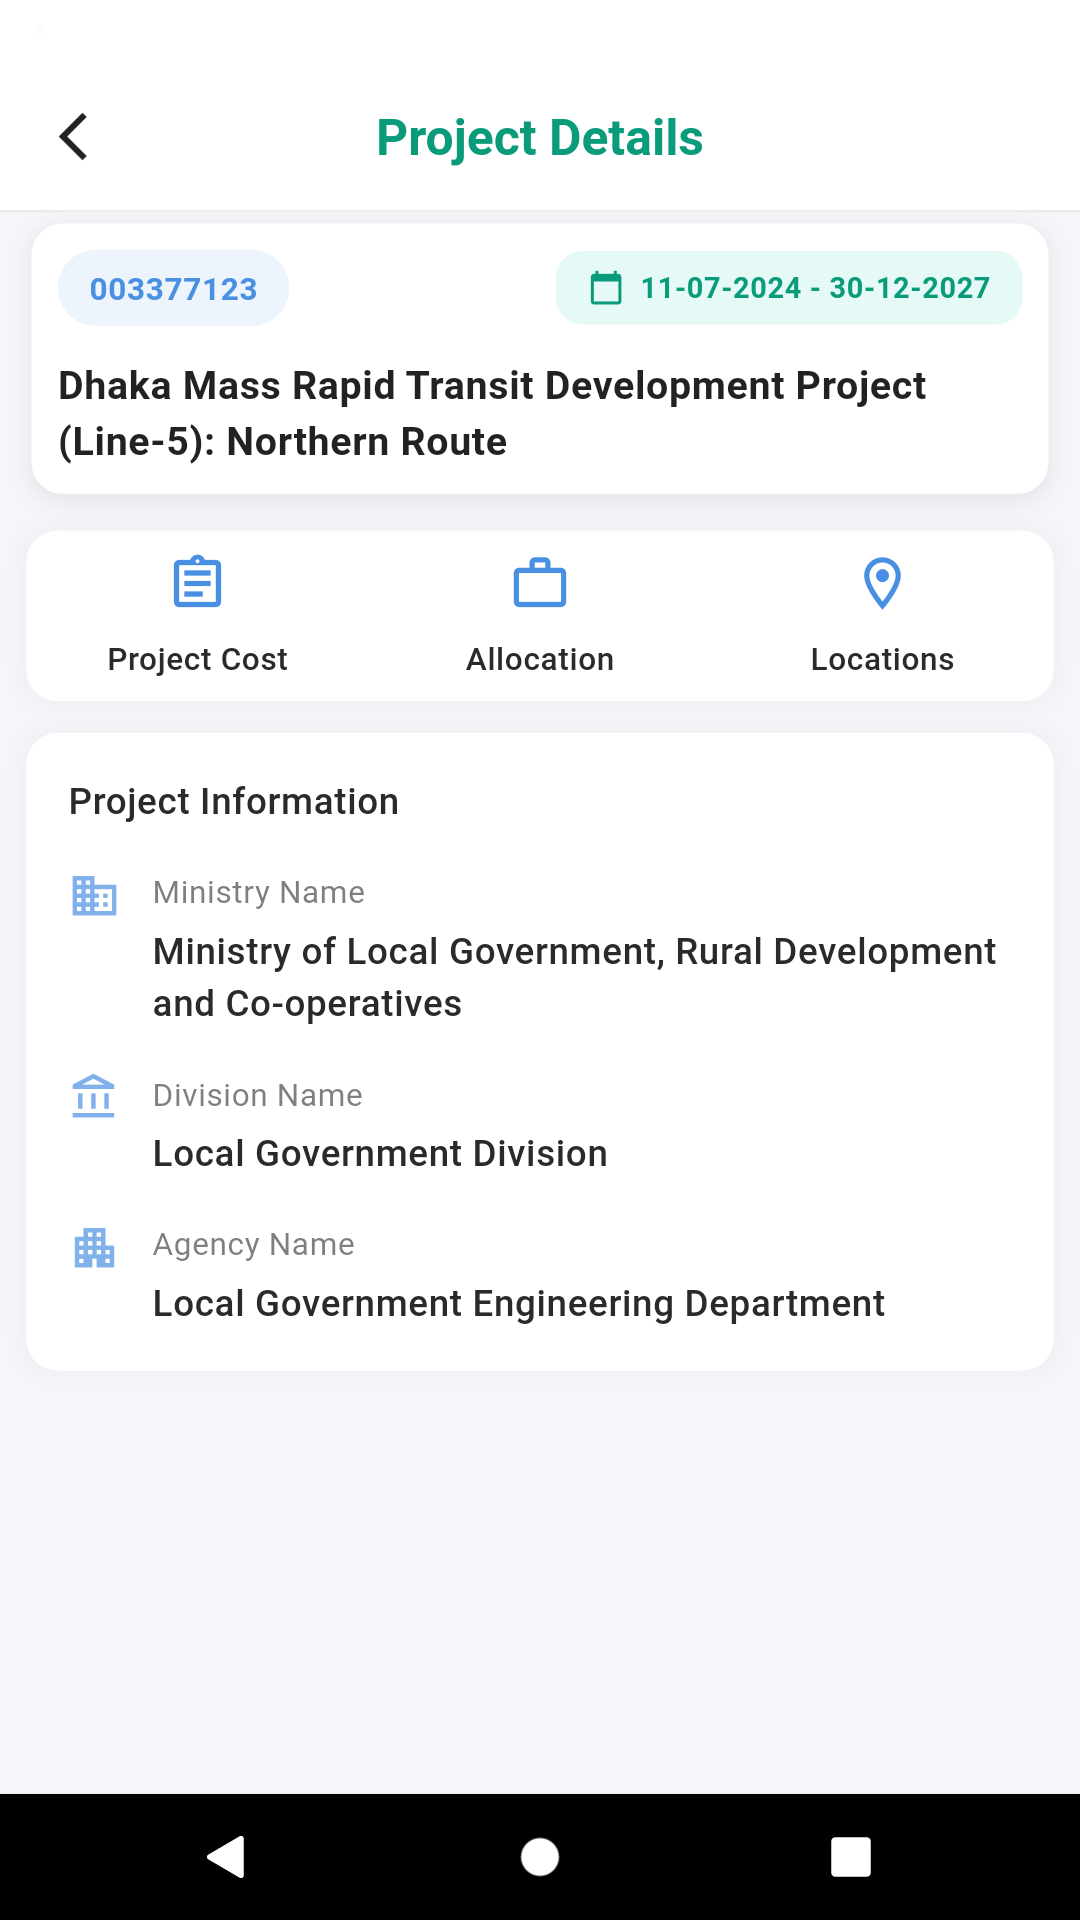 Project Details
003377123
11-07-2024 - 30-12-2027
Dhaka Mass Rapid Transit Development Project
(Line-5): Northern Route
Project Cost
Allocation
Locations
Project Information
Ministry Name
Ministry of Local Government, Rural Development
and Co-operatives
Division Name
Local Government Division
Agency Name
Local Government Engineering Department